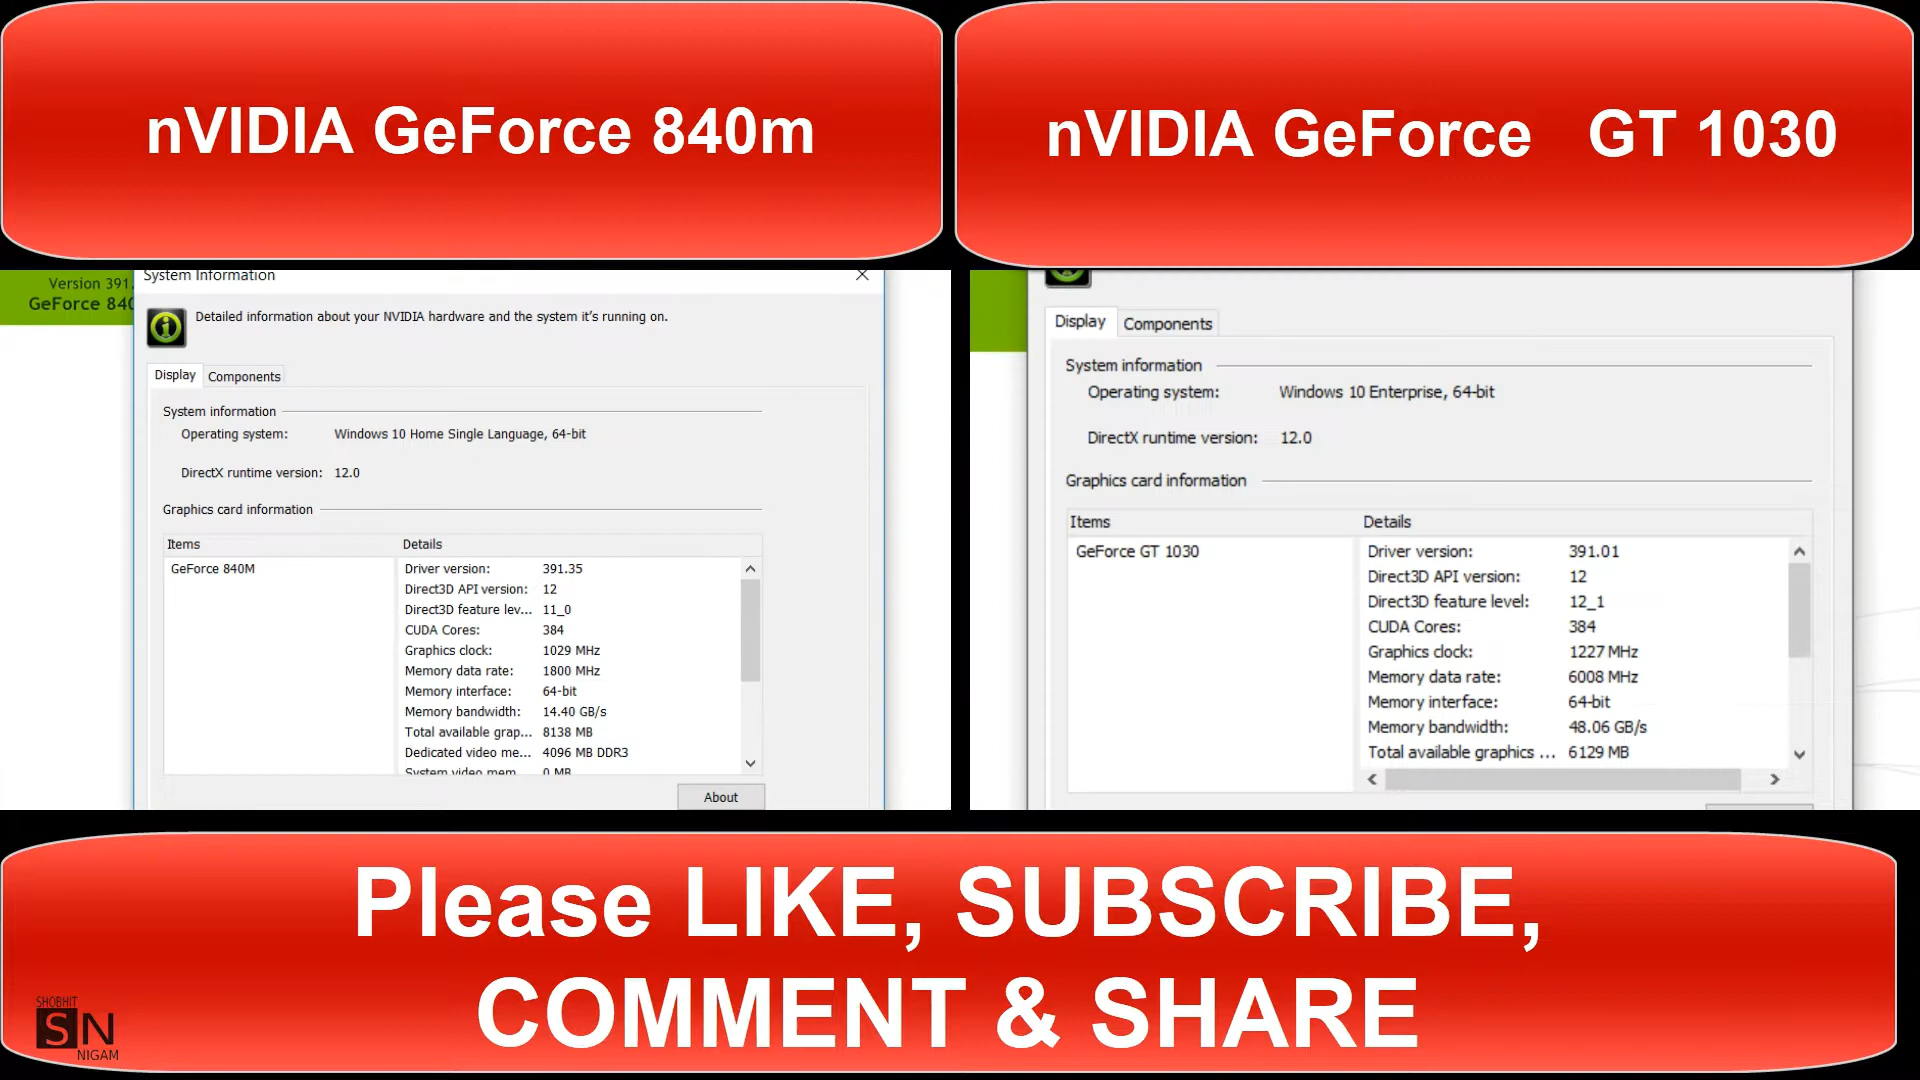 nVIDIA GeForce 840m
nVIDIA GeForce GT 1030
Version 391.
GeForce 840
System Information
Detailed information about your NVIDIA hardware and the system it's running on.
Display Components
System information
Operating system: Windows 10 Home Single Language, 64-bit
DirectX runtime version: 12.0
Graphics card information
Items Details
GeForce 840M
Driver version: 391.35
Direct3D API version: 12
Direct3D feature lev... 11_0
CUDA Cores: 384
Graphics clock: 1029 MHz
Memory data rate: 1800 MHz
Memory interface: 64-bit
Memory bandwidth: 14.40 GB/s
Total available grap... 8138 MB
Dedicated video me... 4096 MB DDR3
System video mem... 0 MB
About
Display Components
System information
Operating system: Windows 10 Enterprise, 64-bit
DirectX runtime version: 12.0
Graphics card information
Items Details
GeForce GT 1030
Driver version: 391.01
Direct3D API version: 12
Direct3D feature level: 12_1
CUDA Cores: 384
Graphics clock: 1227 MHz
Memory data rate: 6008 MHz
Memory interface: 64-bit
Memory bandwidth: 48.06 GB/s
Total available graphics ... 6129 MB
Please LIKE, SUBSCRIBE,
COMMENT & SHARE
SHOBHIT
SN
NIGAM